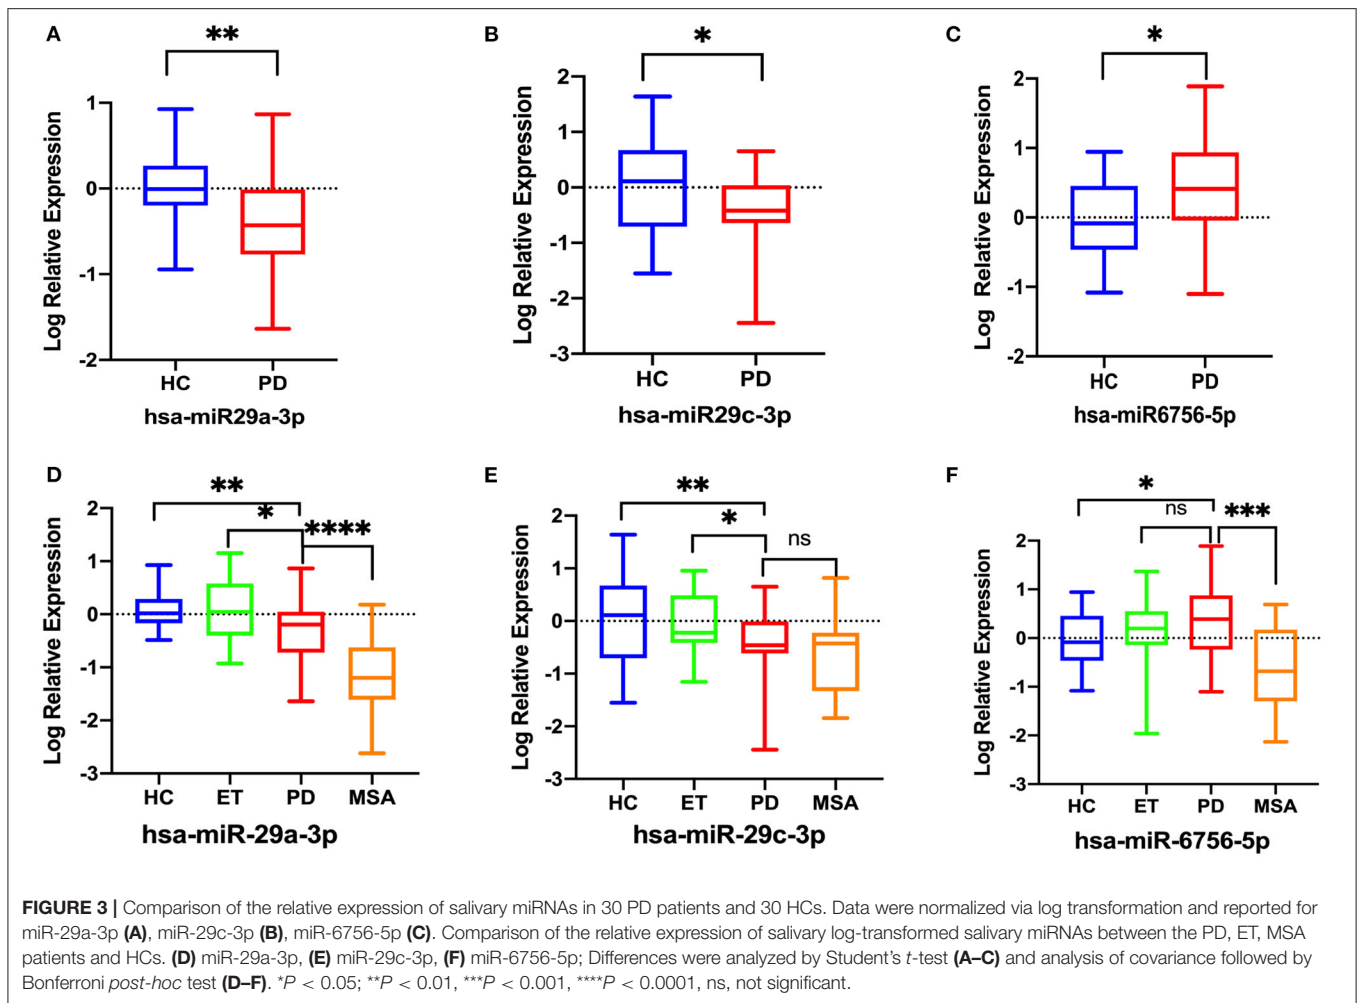 A
**
Log Relative Expression
1
0
-1
-2
HC PD
hsa-miR29a-3p
B
*
Log Relative Expression
2
1
0
-1
-2
-3
HC PD
hsa-miR29c-3p
C
*
Log Relative Expression
2
1
0
-1
-2
HC PD
hsa-miR6756-5p
D
**
* ****
Log Relative Expression
2
1
0
-1
-2
-3
HC ET PD MSA
hsa-miR-29a-3p
E
**
*
ns
Log Relative Expression
2
1
0
-1
-2
-3
HC ET PD MSA
hsa-miR-29c-3p
F
*
ns ***
Log Relative Expression
2
1
0
-1
-2
-3
HC ET PD MSA
hsa-miR-6756-5p
FIGURE 3 | Comparison of the relative expression of salivary miRNAs in 30 PD patients and 30 HCs. Data were normalized via log transformation and reported for
miR-29a-3p (A), miR-29c-3p (B), miR-6756-5p (C). Comparison of the relative expression of salivary log-transformed salivary miRNAs between the PD, ET, MSA
patients and HCs. (D) miR-29a-3p, (E) miR-29c-3p, (F) miR-6756-5p; Differences were analyzed by Student's t-test (A–C) and analysis of covariance followed by
Bonferroni post-hoc test (D–F). *P < 0.05; **P < 0.01, ***P < 0.001, ****P < 0.0001, ns, not significant.